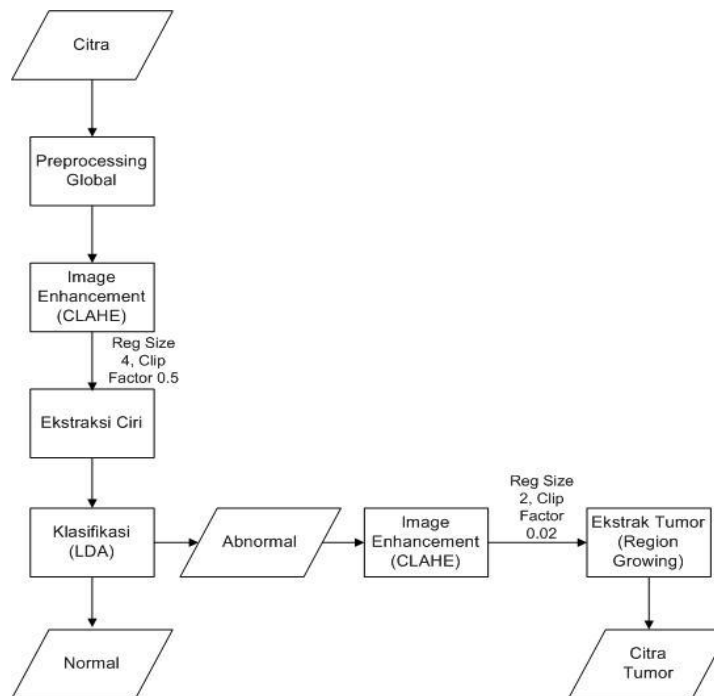 Citra
Preprocessing
Global
Image
Enhancement
(CLAHE)
Reg Size
4, Clip
Factor 0.5
Ekstraksi Ciri
Klasifikasi
(LDA)
Abnormal
Image
Enhancement
(CLAHE)
Reg Size
2, Clip
Factor
0.02
Ekstrak Tumor
(Region
Growing)
Normal
Citra
Tumor